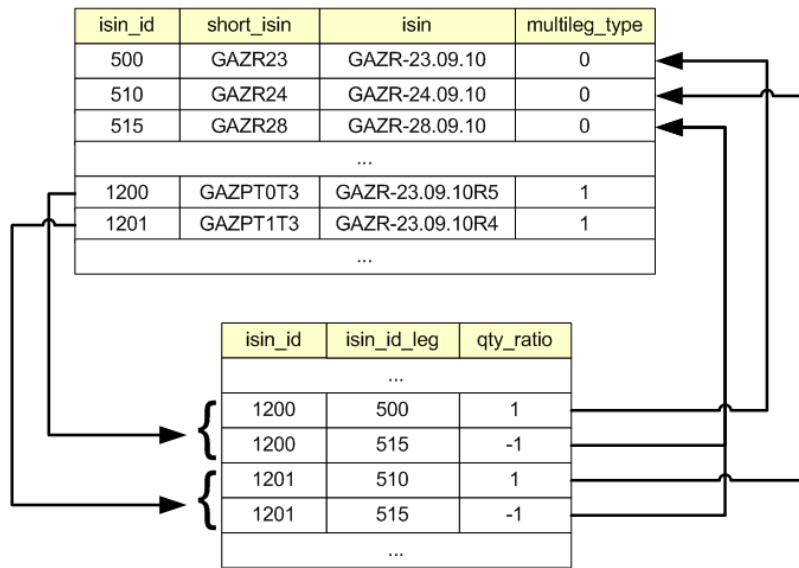 isin_id short_isin isin multileg_type
500 GAZR23 GAZR-23.09.10 0
510 GAZR24 GAZR-24.09.10 0
515 GAZR28 GAZR-28.09.10 0
...
1200 GAZPT0T3 GAZR-23.09.10R5 1
1201 GAZPT1T3 GAZR-23.09.10R4 1
...
isin_id isin_id_leg qty_ratio
...
1200 500 1
1200 515 -1
1201 510 1
1201 515 -1
...